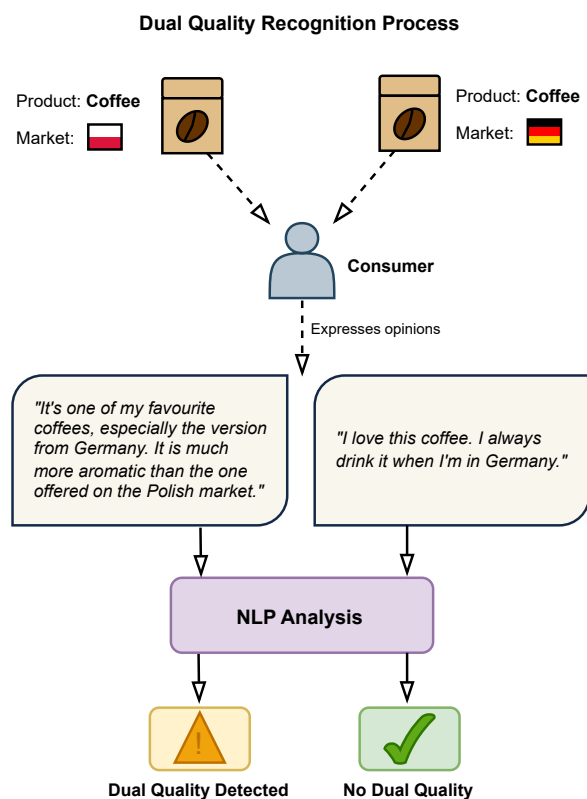 Dual Quality Recognition Process
Product: Coffee
Market:
Product: Coffee
Market:
Consumer
Expresses opinions
"It's one of my favourite
coffees, especially the version
from Germany. It is much
more aromatic than the one
offered on the Polish market."
"I love this coffee. I always
drink it when I'm in Germany."
NLP Analysis
Dual Quality Detected
No Dual Quality